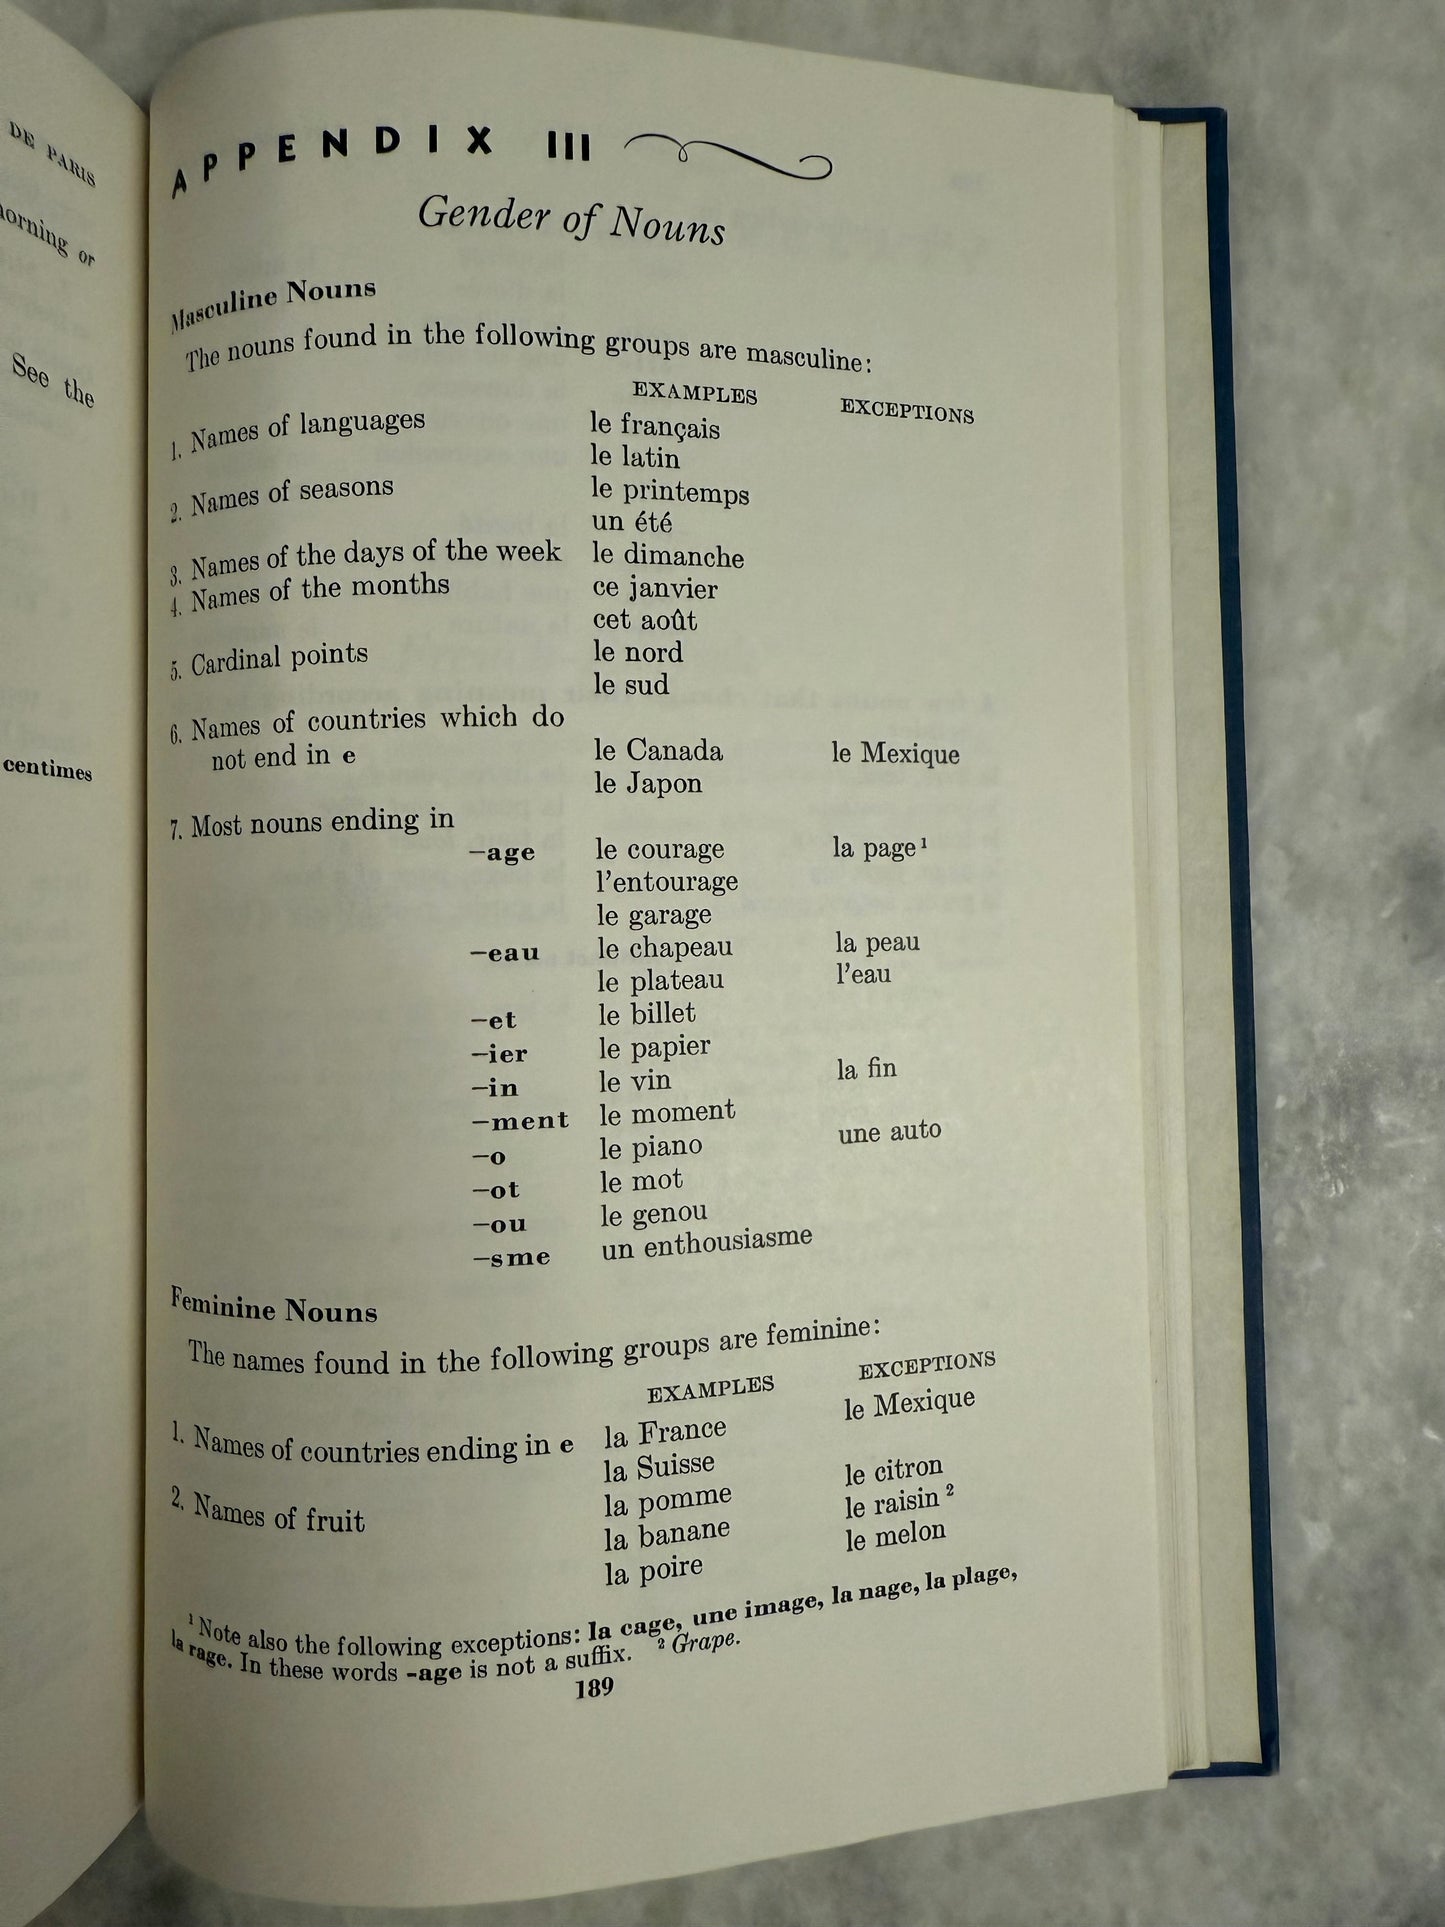 DE PARIS
morning or
See the
centimes
APPENDIX III
Gender of Nouns
Masculine Nouns
The nouns found in the following groups are masculine:
EXAMPLES EXCEPTIONS
1. Names of languages le français
le latin
2. Names of seasons le printemps
un été
3. Names of the days of the week le dimanche
4. Names of the months ce janvier
cet août
5. Cardinal points le nord
le sud
6. Names of countries which do
not end in e le Canada le Mexique
le Japon
7. Most nouns ending in
–age le courage la page¹
l'entourage
le garage
–eau le chapeau la peau
le plateau l'eau
–et le billet
–ier le papier
–in le vin la fin
–ment le moment
–o le piano une auto
–ot le mot
–ou le genou
–sme un enthousiasme
Feminine Nouns
The names found in the following groups are feminine:
EXAMPLES EXCEPTIONS
1. Names of countries ending in e la France le Mexique
la Suisse
2. Names of fruit la pomme le citron
la banane le raisin²
la poire le melon
¹ Note also the following exceptions: la cage, une image, la nage, la plage,
la rage. In these words -age is not a suffix. ² Grape.
189